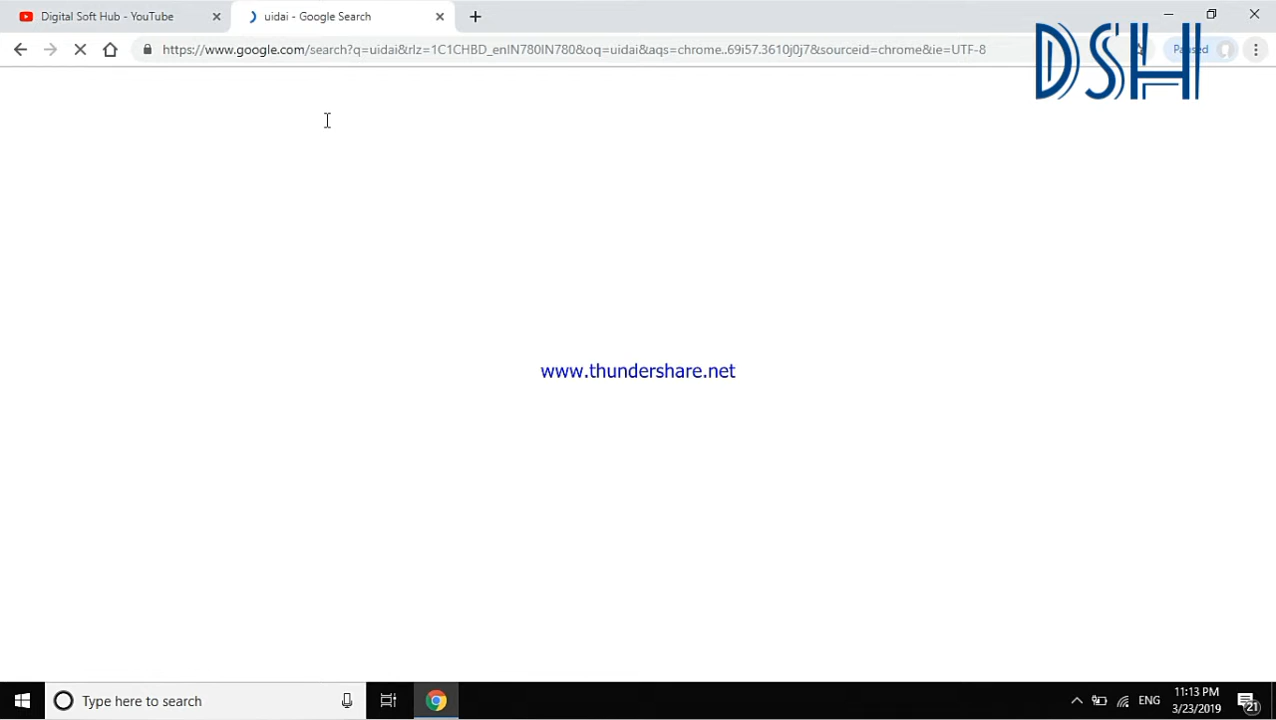 Digital Soft Hub - YouTube
uidai - Google Search
https://www.google.com/search?q=uidai&rlz=1C1CHBD_enIN780IN780&oq=uidai&aqs=chrome..69i57.3610j0j7&sourceid=chrome&ie=UTF-8
Paused
DSH
www.thundershare.net
Type here to search
ENG
11:13 PM
3/23/2019
21